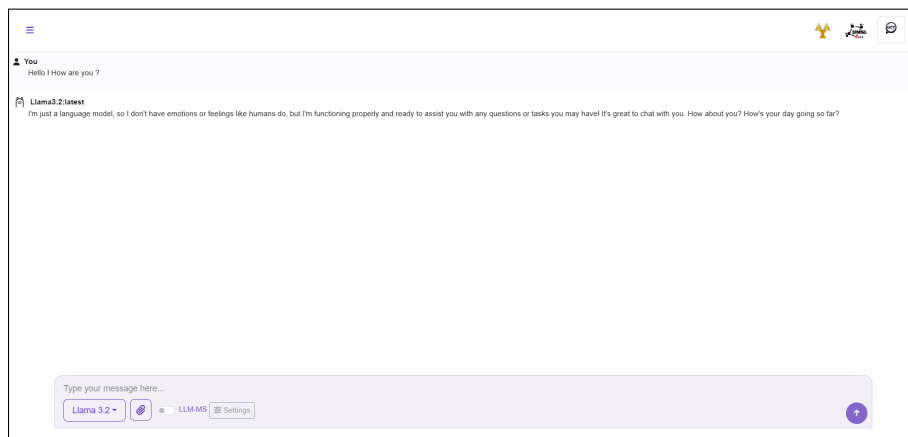 You
Hello ! How are you ?
Llama3.2:latest
I'm just a language model, so I don't have emotions or feelings like humans do, but I'm functioning properly and ready to assist you with any questions or tasks you may have! It's great to chat with you. How about you? How's your day going so far?
Type your message here...
Llama 3.2
LLM-MS
Settings